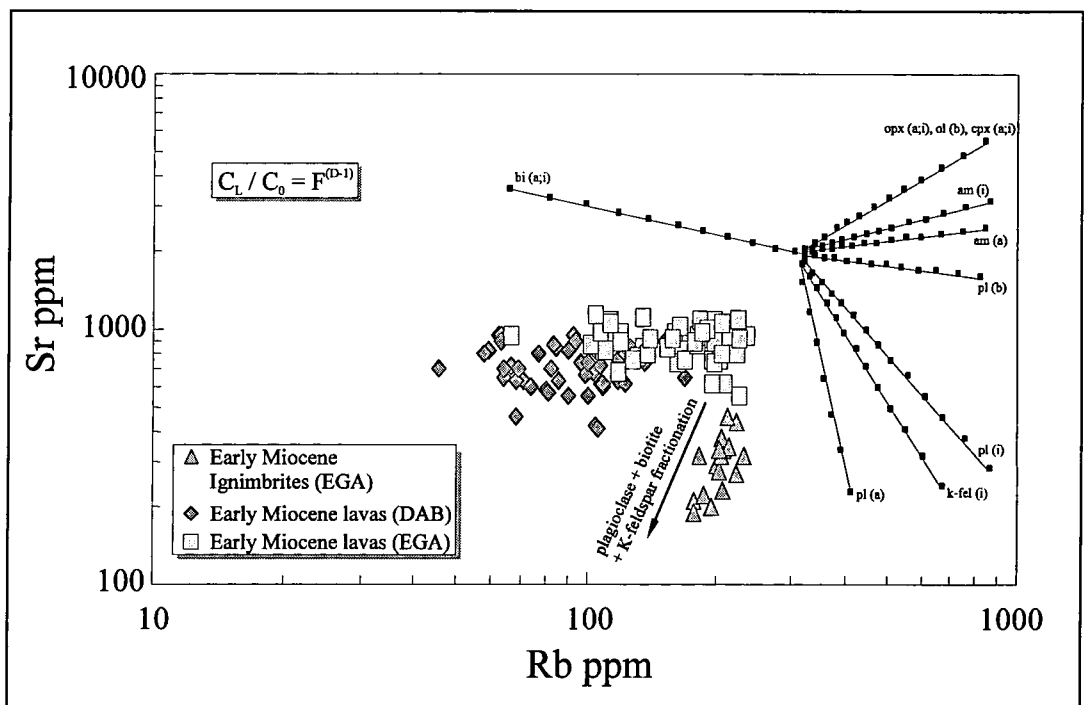 10000
1000
100
Sr ppm
C_L / C_0 = F^(D-1)
bi (a;i)
opx (a;i), ol (b), cpx (a;i)
am (i)
am (a)
pl (b)
pl (i)
k-fel (i)
pl (a)
plagioclase + biotite
+ K-feldspar fractionation
Early Miocene
Ignimbrites (EGA)
Early Miocene lavas (DAB)
Early Miocene lavas (EGA)
10
100
1000
Rb ppm